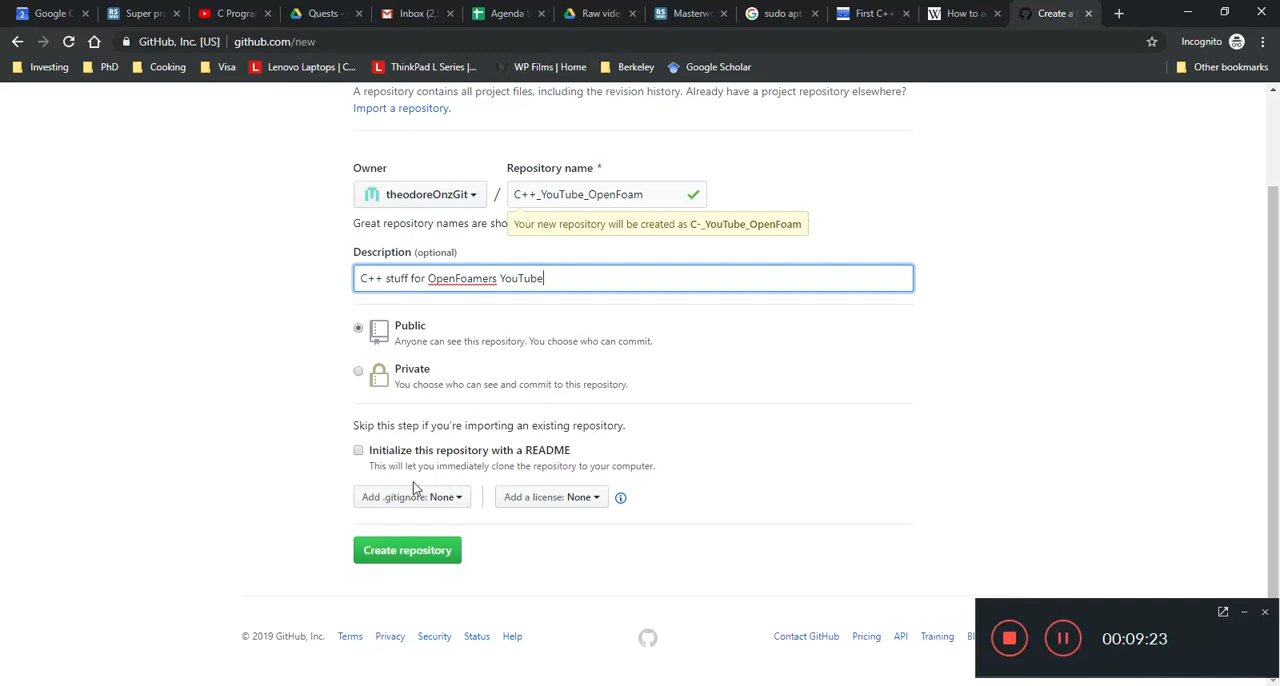 Google C
Super pr
C Progra
Quests -
Inbox (2,
Agenda S
Raw vide
Masterw
sudo apt
First C++
How to a
Create a
GitHub, Inc. [US] github.com/new
Incognito
Investing PhD Cooking Visa Lenovo Laptops | C... ThinkPad L Series |... WP Films | Home Berkeley Google Scholar Other bookmarks
A repository contains all project files, including the revision history. Already have a project repository elsewhere?
Import a repository.
Owner Repository name *
theodoreOnzGit / C++_YouTube_OpenFoam
Great repository names are sho
Your new repository will be created as C-_YouTube_OpenFoam
Description (optional)
C++ stuff for OpenFoamers YouTube
Public
Anyone can see this repository. You choose who can commit.
Private
You choose who can see and commit to this repository.
Skip this step if you're importing an existing repository.
Initialize this repository with a README
This will let you immediately clone the repository to your computer.
Add .gitignore: None Add a license: None
Create repository
© 2019 GitHub, Inc. Terms Privacy Security Status Help Contact GitHub Pricing API Training Bl
00:09:23